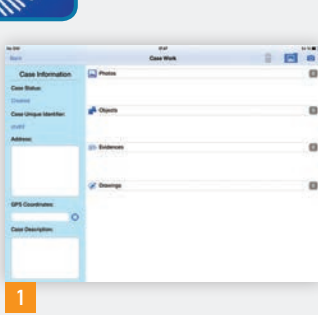 Back
Case Work
Case Information
Case Status:
Created
Case Unique Identifier:
Address:
GPS Coordinates:
Case Description:
Photos
Objects
Evidences
Drawings
1